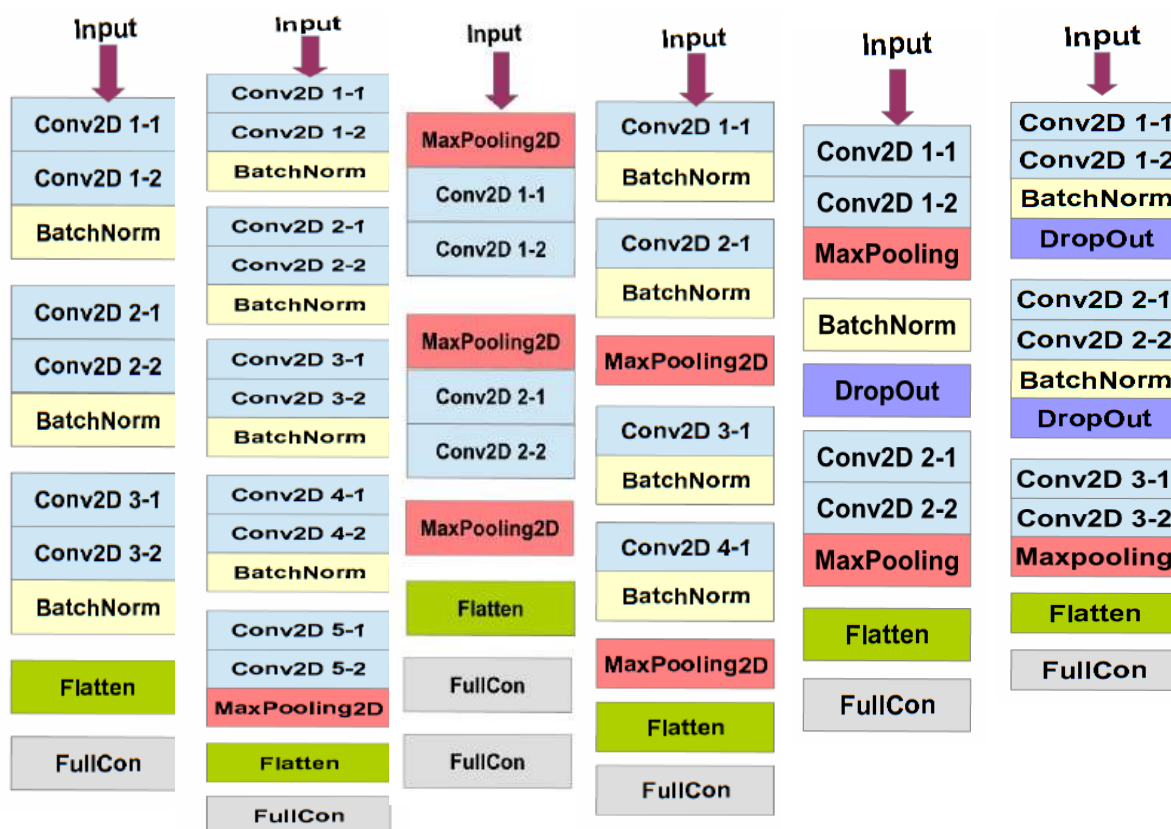 Input
Conv2D 1-1
Conv2D 1-2
BatchNorm
Conv2D 2-1
Conv2D 2-2
BatchNorm
Conv2D 3-1
Conv2D 3-2
BatchNorm
Flatten
FullCon
Input
Conv2D 1-1
Conv2D 1-2
BatchNorm
Conv2D 2-1
Conv2D 2-2
BatchNorm
Conv2D 3-1
Conv2D 3-2
BatchNorm
Conv2D 4-1
Conv2D 4-2
BatchNorm
Conv2D 5-1
Conv2D 5-2
MaxPooling2D
Flatten
FullCon
Input
MaxPooling2D
Conv2D 1-1
Conv2D 1-2
MaxPooling2D
Conv2D 2-1
Conv2D 2-2
MaxPooling2D
Flatten
FullCon
FullCon
Input
Conv2D 1-1
BatchNorm
Conv2D 2-1
BatchNorm
MaxPooling2D
Conv2D 3-1
BatchNorm
Conv2D 4-1
BatchNorm
MaxPooling2D
Flatten
FullCon
Input
Conv2D 1-1
Conv2D 1-2
MaxPooling
BatchNorm
DropOut
Conv2D 2-1
Conv2D 2-2
MaxPooling
Flatten
FullCon
Input
Conv2D 1-1
Conv2D 1-2
BatchNorm
DropOut
Conv2D 2-1
Conv2D 2-2
BatchNorm
DropOut
Conv2D 3-1
Conv2D 3-2
Maxpooling
Flatten
FullCon